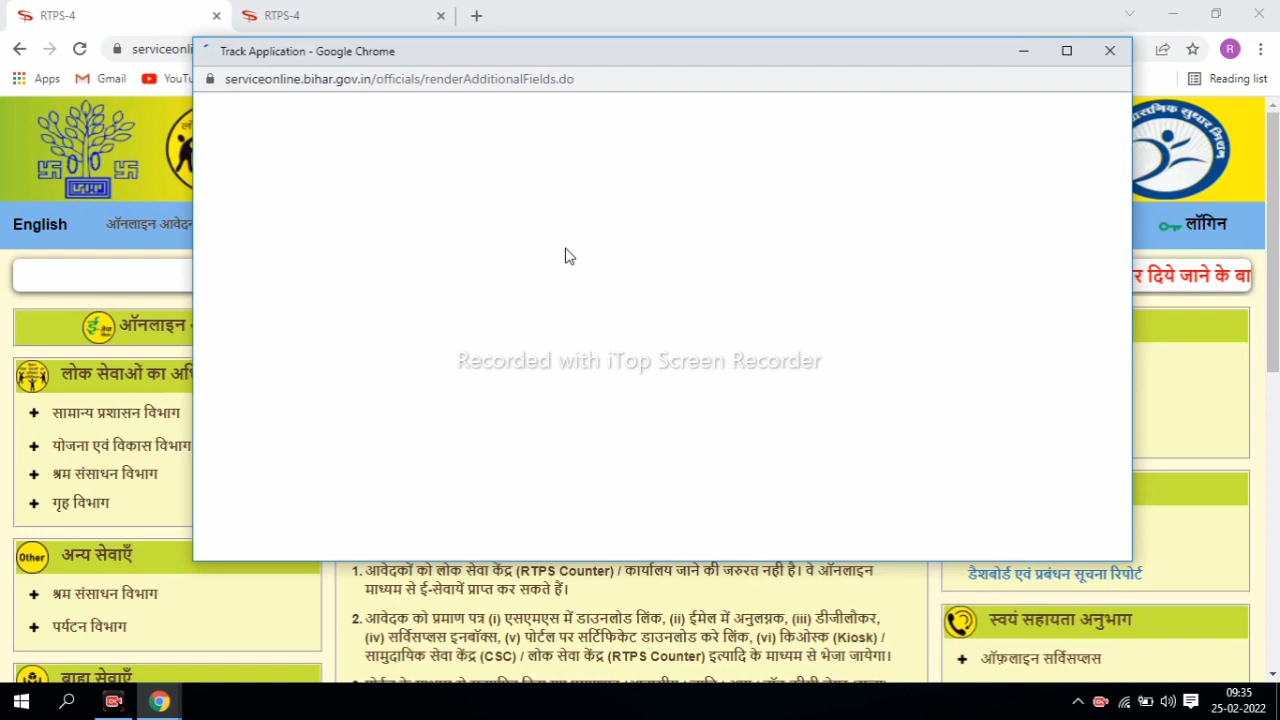 RTPS-4
RTPS-4
serviceonli
Apps
Gmail
YouTu
Reading list
R
Track Application - Google Chrome
serviceonline.bihar.gov.in/officials/renderAdditionalFields.do
English
ऑनलाइन आवेदन
लॉगिन
र दिये जाने के बा
ऑनलाइन
लोक सेवाओं का अधि
सामान्य प्रशासन विभाग
योजना एवं विकास विभाग
श्रम संसाधन विभाग
गृह विभाग
Other अन्य सेवाएँ
श्रम संसाधन विभाग
पर्यटन विभाग
बाह्य सेवाएँ
Recorded with iTop Screen Recorder
1. आवेदकों को लोक सेवा केंद्र (RTPS Counter) / कार्यालय जाने की जरुरत नही है। वे ऑनलाइन
माध्यम से ई-सेवायें प्राप्त कर सकते हैं।
2. आवेदक को प्रमाण पत्र (i) एसएमएस में डाउनलोड लिंक, (ii) ईमेल में अनुलग्नक, (iii) डीजीलौकर,
(iv) सर्विसप्लस इनबॉक्स, (v) पोर्टल पर सर्टिफिकेट डाउनलोड करे लिंक, (vi) किओस्क (Kiosk) /
सामुदायिक सेवा केंद्र (CSC) / लोक सेवा केंद्र (RTPS Counter) इत्यादि के माध्यम से भेजा जायेगा।
डैशबोर्ड एवं प्रबंधन सूचना रिपोर्ट
स्वयं सहायता अनुभाग
ऑफ़लाइन सर्विसप्लस
09:35
25-02-2022